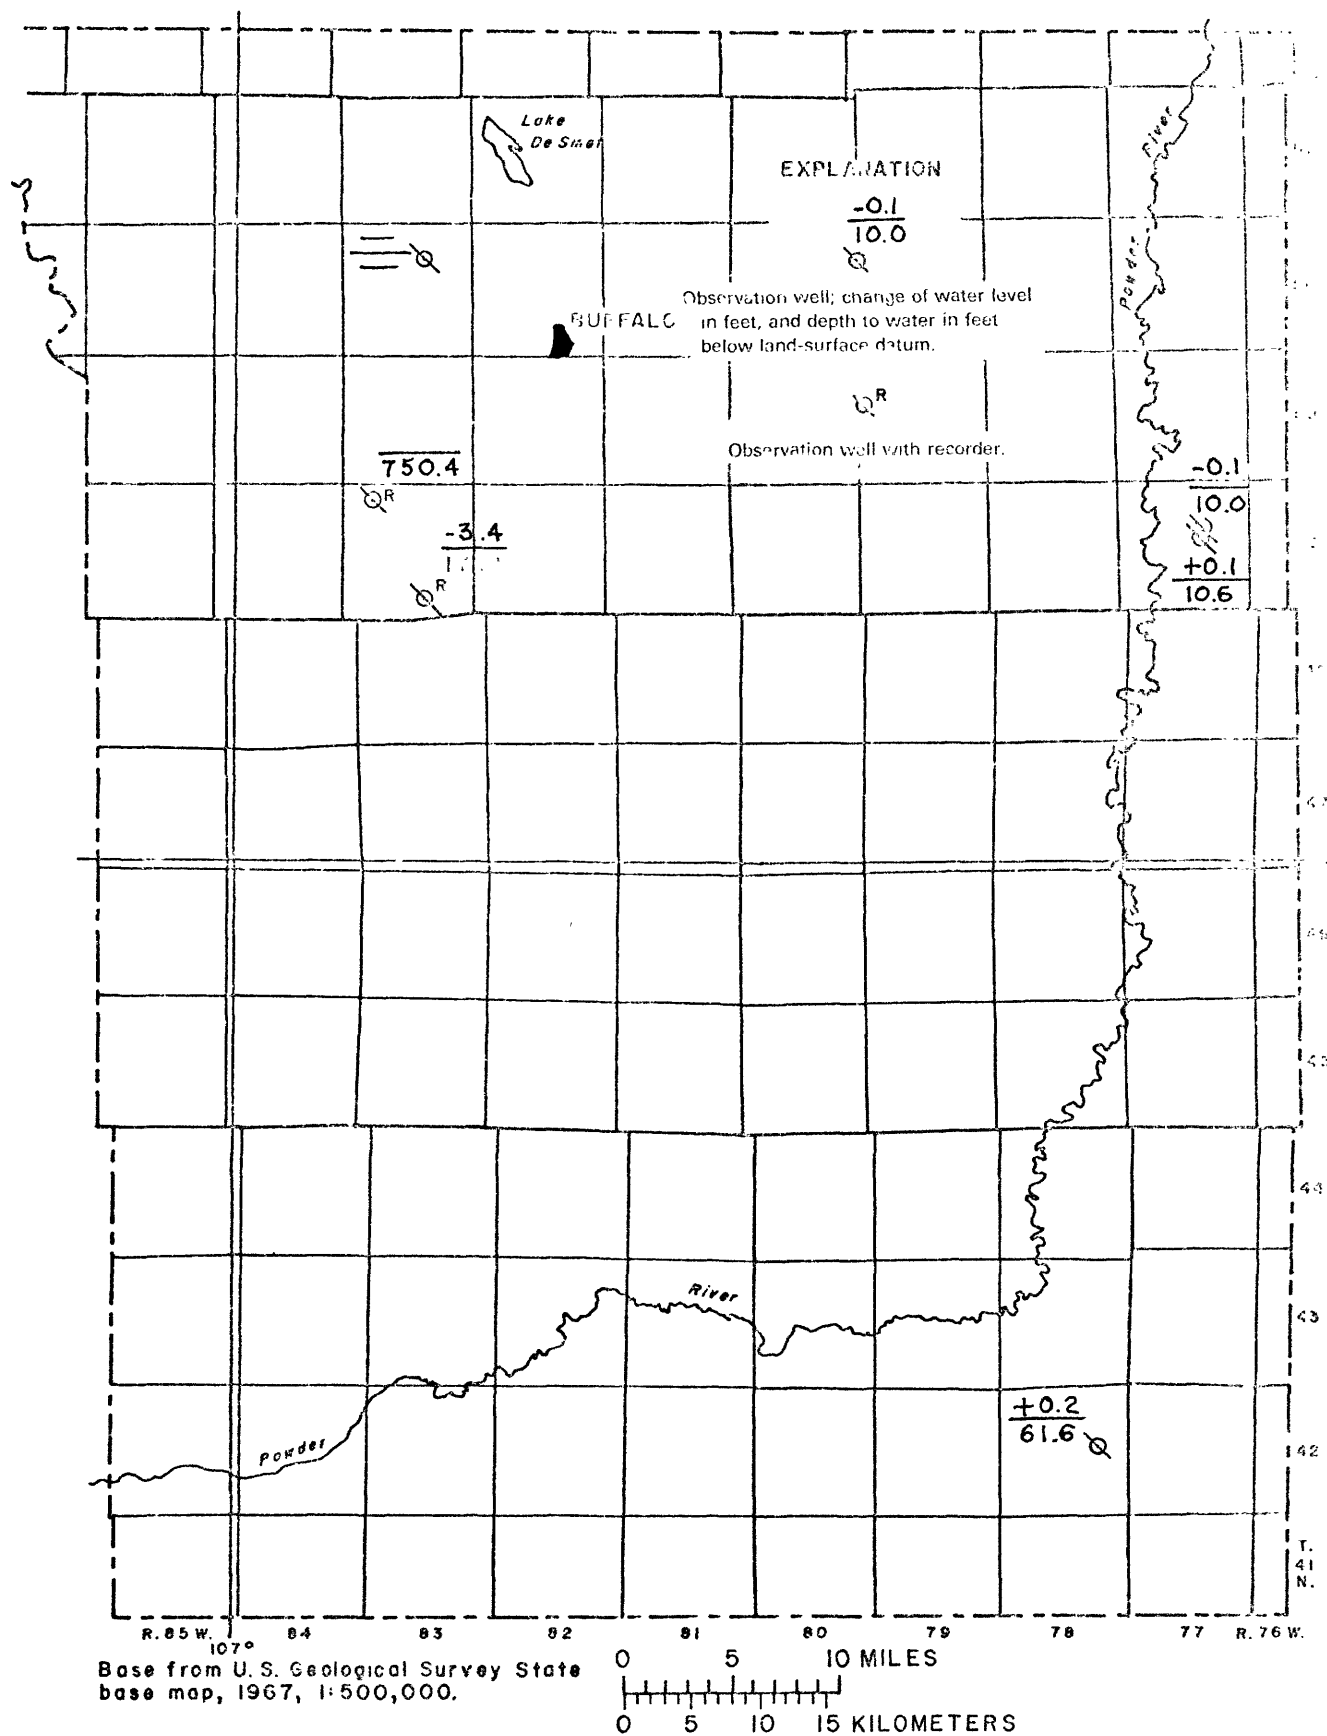 Lake
De Smet
EXPLANATION
-0.1
10.0
River
Powder
Observation well; change of water level
in feet, and depth to water in feet
below land-surface datum.
BUFFALO
R
Observation well with recorder.
750.4
R
-0.1
10.0
-3.4
R
+0.1
10.6
47
44
River
43
+0.2
61.6
Powder
42
T.
41
N.
R. 85 W. 84 83 82 81 80 79 78 77 R. 76 W.
107°
Base from U. S. Geological Survey State
base map, 1967, 1:500,000.
0 5 10 MILES
0 5 10 15 KILOMETERS